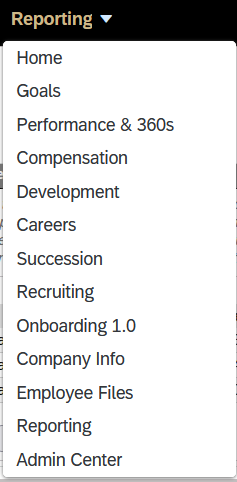 Reporting
Home
Goals
Performance & 360s
Compensation
Development
Careers
Succession
Recruiting
Onboarding 1.0
Company Info
Employee Files
Reporting
Admin Center